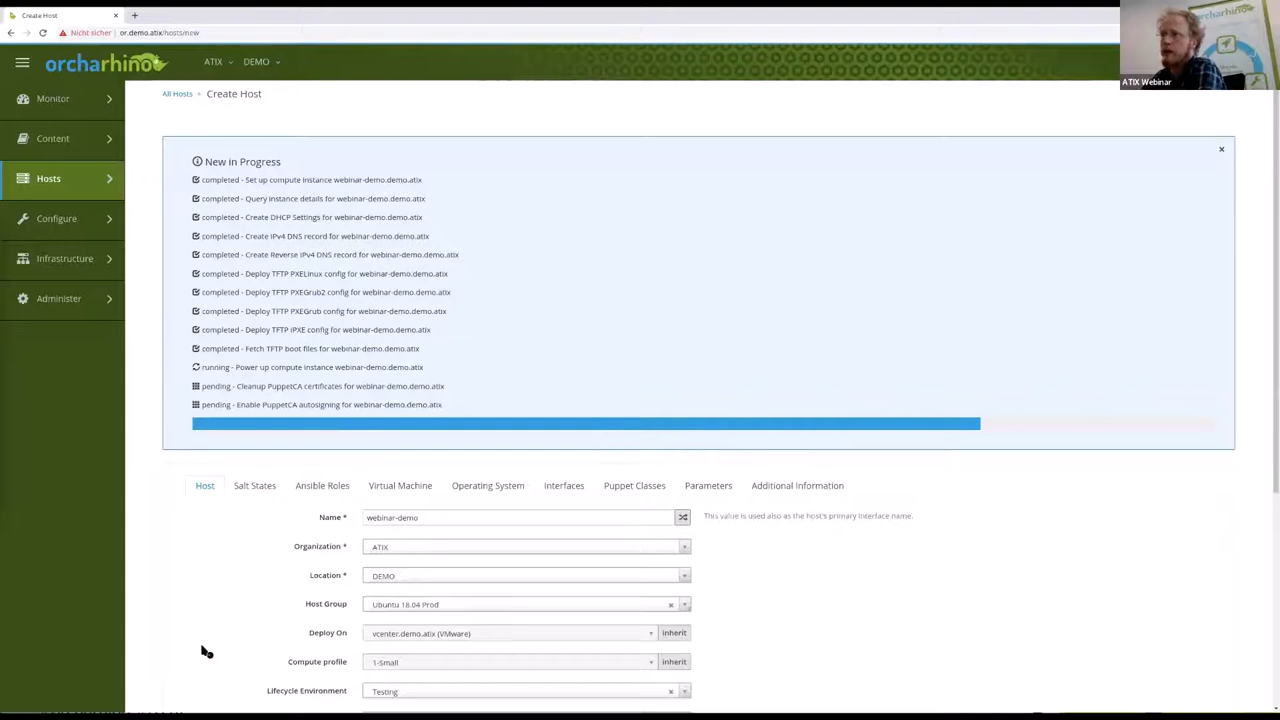 Create Host
Nicht sicher | or.demo.atix/hosts/new
orcharhino
ATIX
DEMO
orcharhino
ATIX Webinar
Monitor
Content
Hosts
Configure
Infrastructure
Administer
All Hosts » Create Host
New in Progress
completed - Set up compute instance webinar-demo.demo.atix
completed - Query instance details for webinar-demo.demo.atix
completed - Create DHCP Settings for webinar-demo.demo.atix
completed - Create IPv4 DNS record for webinar-demo.demo.atix
completed - Create Reverse IPv4 DNS record for webinar-demo.demo.atix
completed - Deploy TFTP PXELinux config for webinar-demo.demo.atix
completed - Deploy TFTP PXEGrub2 config for webinar-demo.demo.atix
completed - Deploy TFTP PXEGrub config for webinar-demo.demo.atix
completed - Deploy TFTP iPXE config for webinar-demo.demo.atix
completed - Fetch TFTP boot files for webinar-demo.demo.atix
running - Power up compute instance webinar-demo.demo.atix
pending - Cleanup PuppetCA certificates for webinar-demo.demo.atix
pending - Enable PuppetCA autosigning for webinar-demo.demo.atix
Host Salt States Ansible Roles Virtual Machine Operating System Interfaces Puppet Classes Parameters Additional Information
Name * webinar-demo This value is used also as the host's primary interface name.
Organization * ATIX
Location * DEMO
Host Group Ubuntu 18.04 Prod
Deploy On vcenter.demo.atix (VMware) inherit
Compute profile 1-Small inherit
Lifecycle Environment Testing